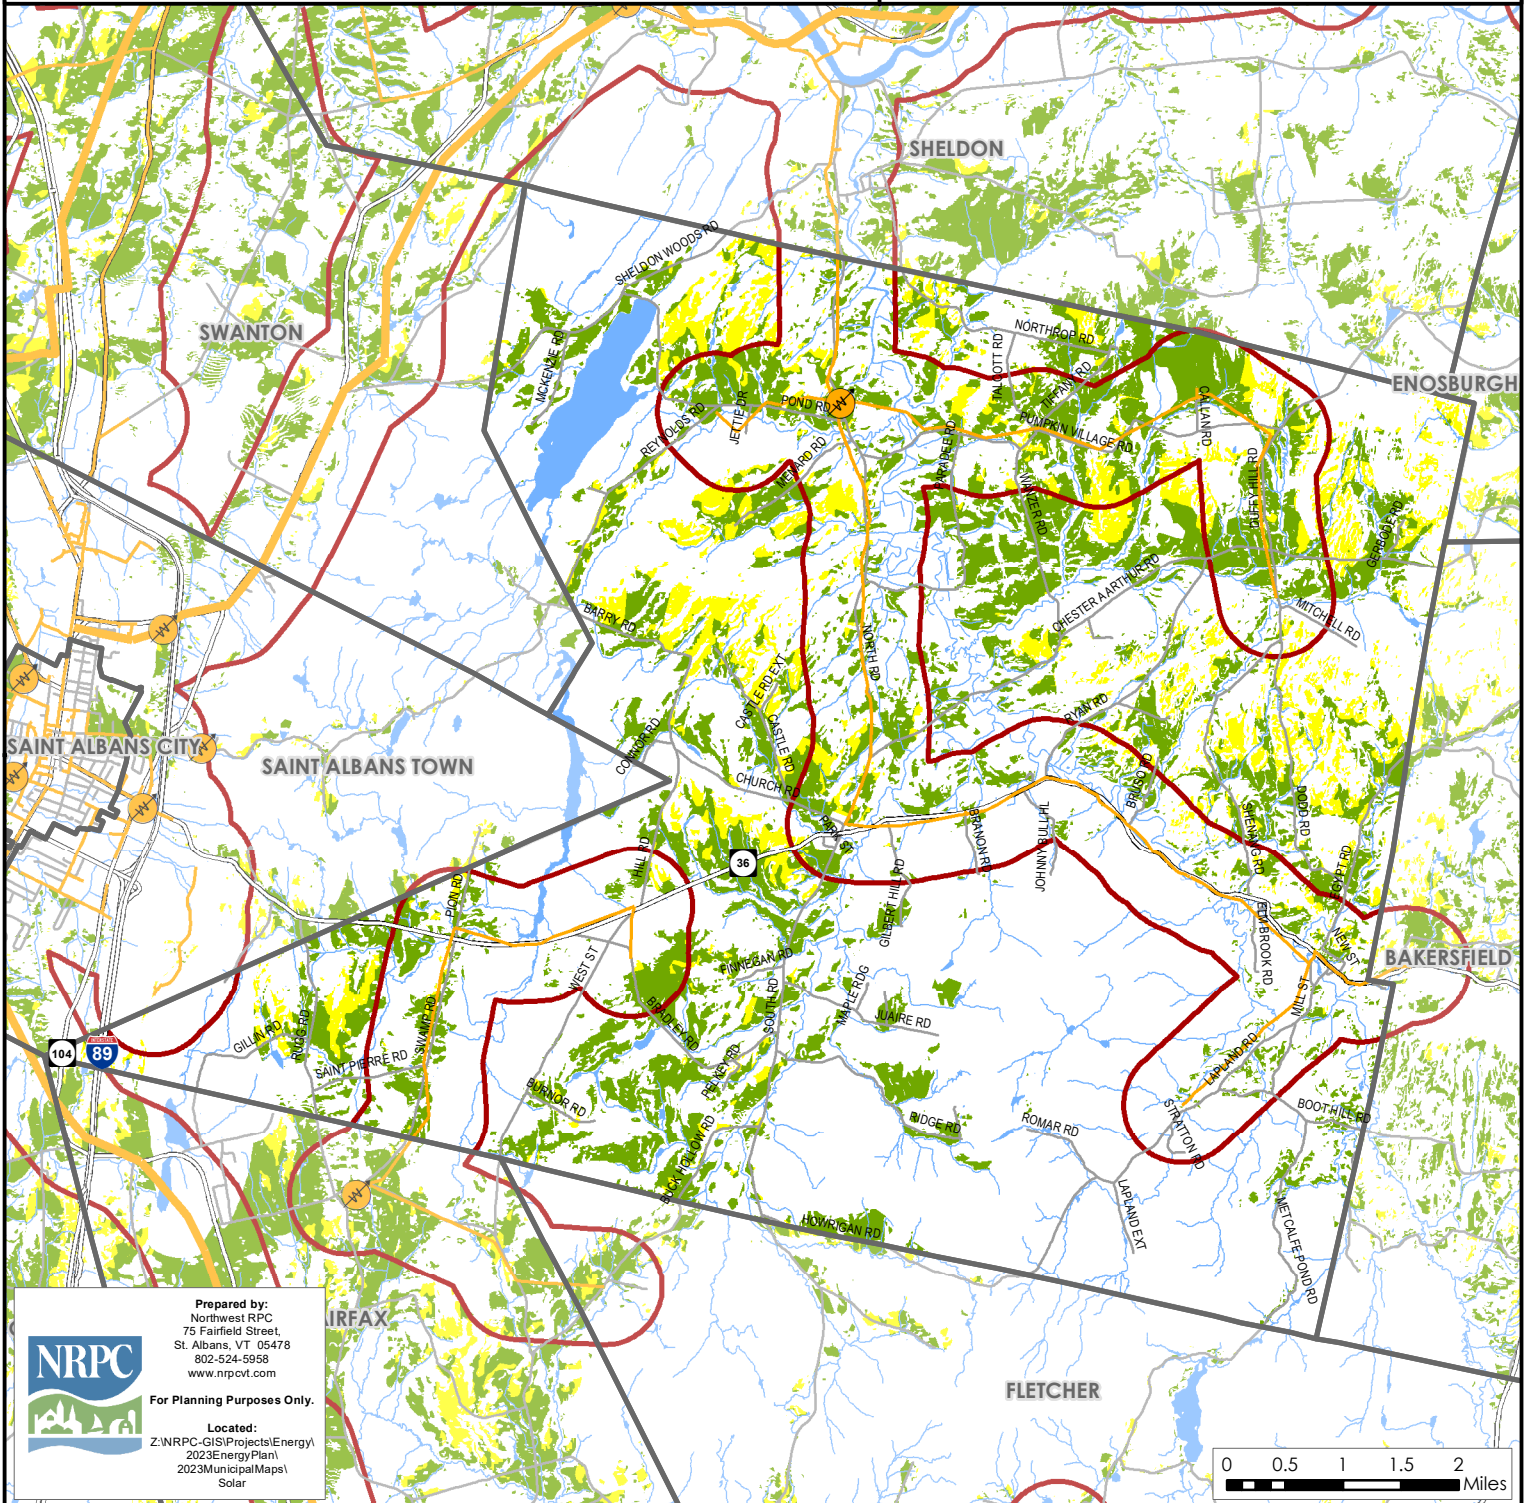 SHELDON
SHELDON WOODS RD
SWANTON
NORTHROP RD
MCKENZIE RD
TALCOTT RD
TIFFANY RD
ENOSBURGH
CALLAN RD
POND RD
W
JETTIE DR
REYNOLDS RD
PUMPKIN VILLAGE RD
PARADEE RD
MENARD RD
WANZER RD
DUFFY HILL RD
GERBODE RD
CHESTER AARTHUR RD
BARRY RD
MITCHELL RD
W
NORTH RD
W
CASTLE RD EXT
RYAN RD
CONNOR RD
CASTLE RD
SAINT ALBANS CITY
W
SAINT ALBANS TOWN
W
CHURCH RD
BRUSO RD
W
PARK ST
BRANON RD
JOHNNY BULL HL
SHENANG RD
DODD RD
HILL RD
36
EGYPT RD
PION RD
GILBERT HILL RD
ELM BROOK RD
NEW ST
BAKERSFIELD
WEST ST
FINNEGAN RD
MAPLE RDG
SOUTH RD
MILL ST
JUAIRE RD
BRADLEY RD
GILLIN RD
RUGG RD
SWAMP RD
104
INTERSTATE
89
SAINT PIERRE RD
PELKEY RD
LAPLAND RD
BURNOR RD
BOOT HILL RD
RIDGE RD
ROMAR RD
STRATTON RD
BUCK HOLLOW RD
W
LAPLAND EXT
METCALFE POND RD
HOWRIGAN RD
AIRFAX
FLETCHER
NRPC
Prepared by:
Northwest RPC
75 Fairfield Street,
St. Albans, VT 05478
802-524-5958
www.nrpcvt.com
For Planning Purposes Only.
Located:
Z:\NRPC-GIS\Projects\Energy\
2023EnergyPlan\
2023MunicipalMaps\
Solar
0 0.5 1 1.5 2
Miles